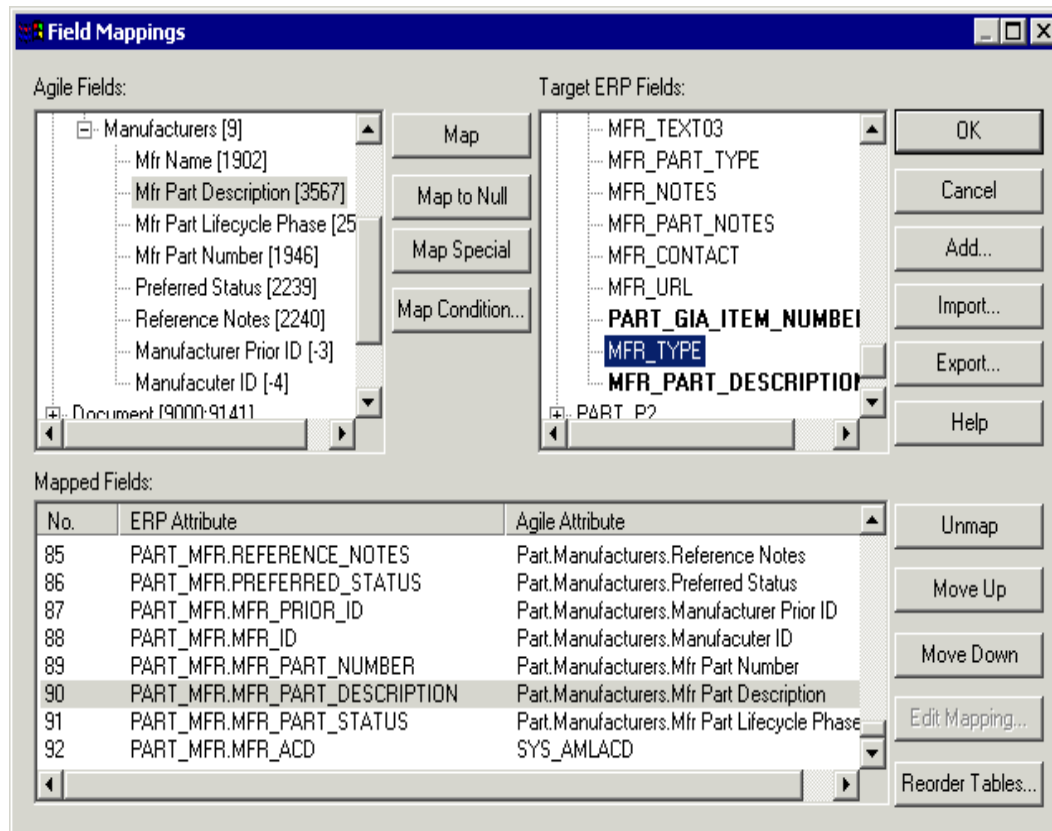 Field Mappings
Agile Fields:
Manufacturers [9]
Mfr Name [1902]
Mfr Part Description [3567]
Mfr Part Lifecycle Phase [25
Mfr Part Number [1946]
Preferred Status [2239]
Reference Notes [2240]
Manufacturer Prior ID [-3]
Manufacuter ID [-4]
Document [9000:9141]
Map
Map to Null
Map Special
Map Condition...
Target ERP Fields:
MFR_TEXT03
MFR_PART_TYPE
MFR_NOTES
MFR_PART_NOTES
MFR_CONTACT
MFR_URL
PART_GIA_ITEM_NUMBER
MFR_TYPE
MFR_PART_DESCRIPTION
PART_P2
OK
Cancel
Add...
Import...
Export...
Help
Mapped Fields:
No. ERP Attribute Agile Attribute
85 PART_MFR.REFERENCE_NOTES Part.Manufacturers.Reference Notes
86 PART_MFR.PREFERRED_STATUS Part.Manufacturers.Preferred Status
87 PART_MFR.MFR_PRIOR_ID Part.Manufacturers.Manufacturer Prior ID
88 PART_MFR.MFR_ID Part.Manufacturers.Manufacuter ID
89 PART_MFR.MFR_PART_NUMBER Part.Manufacturers.Mfr Part Number
90 PART_MFR.MFR_PART_DESCRIPTION Part.Manufacturers.Mfr Part Description
91 PART_MFR.MFR_PART_STATUS Part.Manufacturers.Mfr Part Lifecycle Phase
92 PART_MFR.MFR_ACD SYS_AMLACD
Unmap
Move Up
Move Down
Edit Mapping...
Reorder Tables...